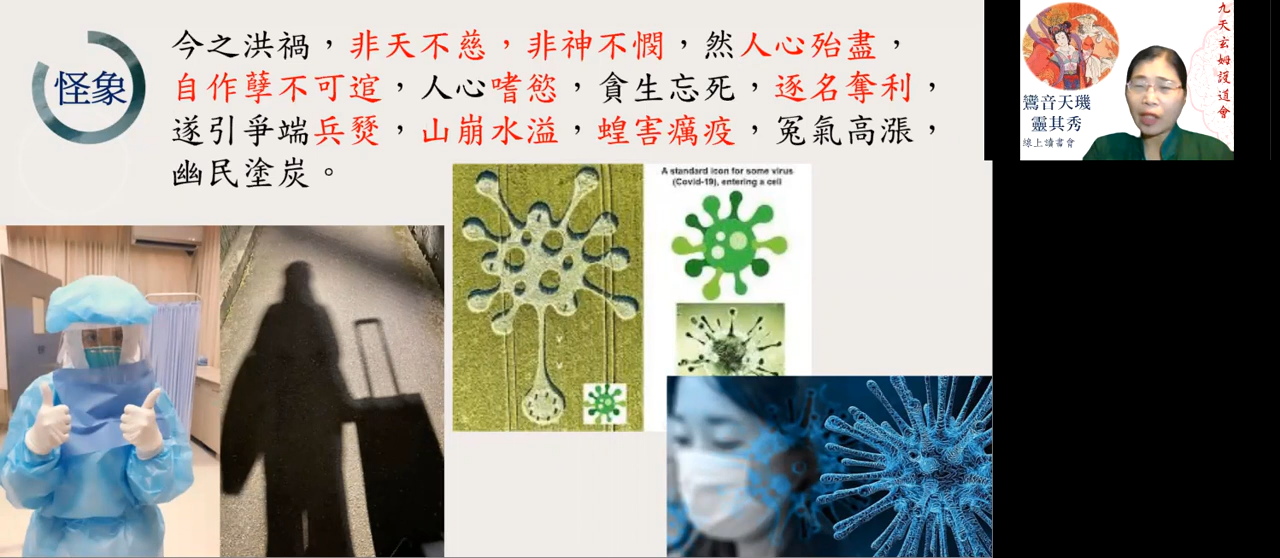 怪象
今之洪禍，非天不慈，非神不憫，然人心殆盡，
自作孽不可逭，人心嗜慾，貪生忘死，逐名奪利，
遂引爭端兵燹，山崩水溢，蝗害癘疫，冤氣高漲，
幽民塗炭。
A standard icon for some virus
(Covid-19), entering a cell
鸞音天璣
靈其秀
線上讀書會
九天玄姆設道會